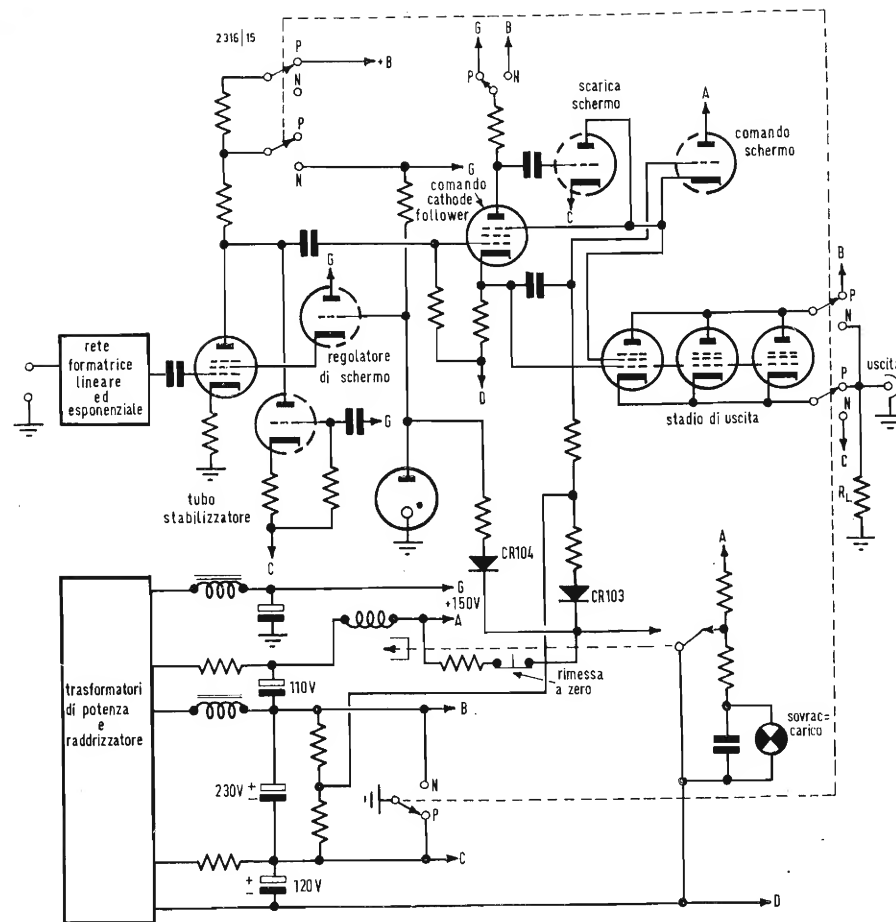 2316|15
P
+B
N
P
N
G
G
B
P
N
scarica
schermo
A
comando
schermo
comando
cathode
follower
C
G
B
P
N
rete
formatrice
lineare
ed
esponenziale
regolatore
di schermo
D
P
uscita
N
stadio di uscita
C
G
tubo
stabilizzatore
RL
C
CR104
A
CR103
G
+150V
A
rimessa
a zero
trasformatori
di potenza
e
raddrizzatore
110V
B
sovrac=
carico
230V
+
−
N
P
C
+
−
120V
D